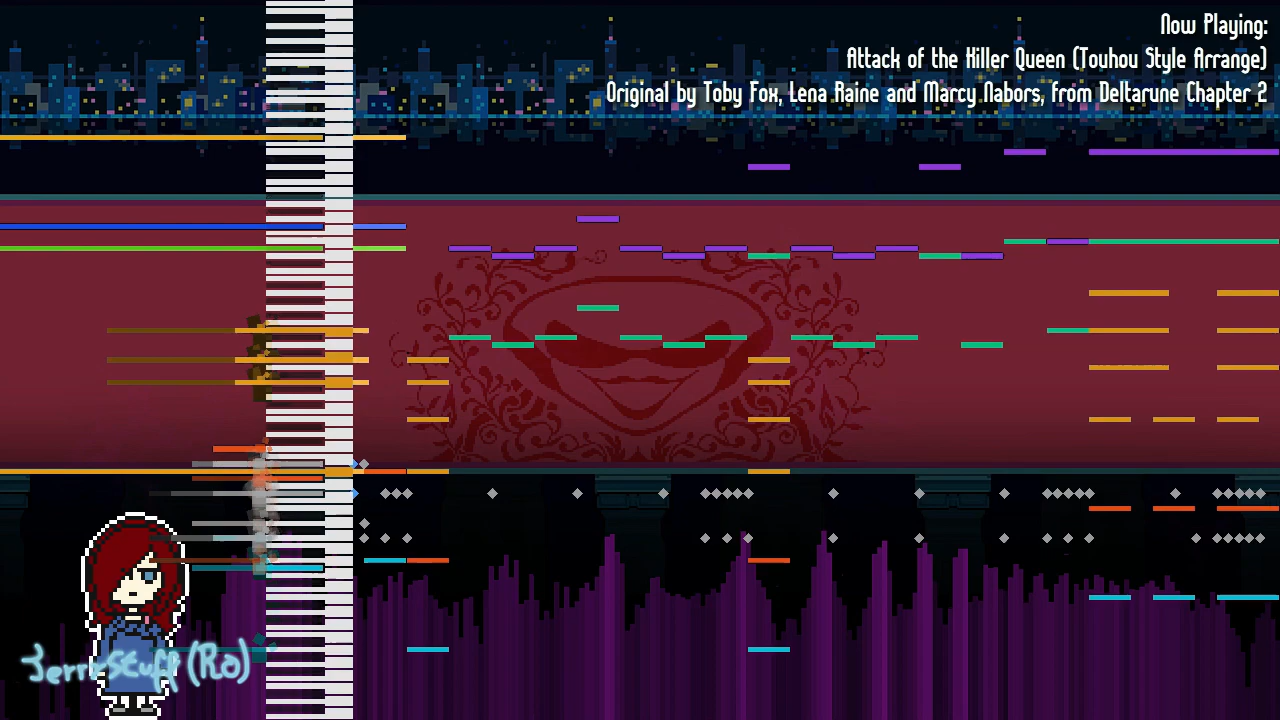 Now Playing:
Attack of the Killer Queen (Touhou Style Arrange)
Original by Toby Fox, Lena Raine and Marcy Nabors, from Deltarune Chapter 2
(Ro)